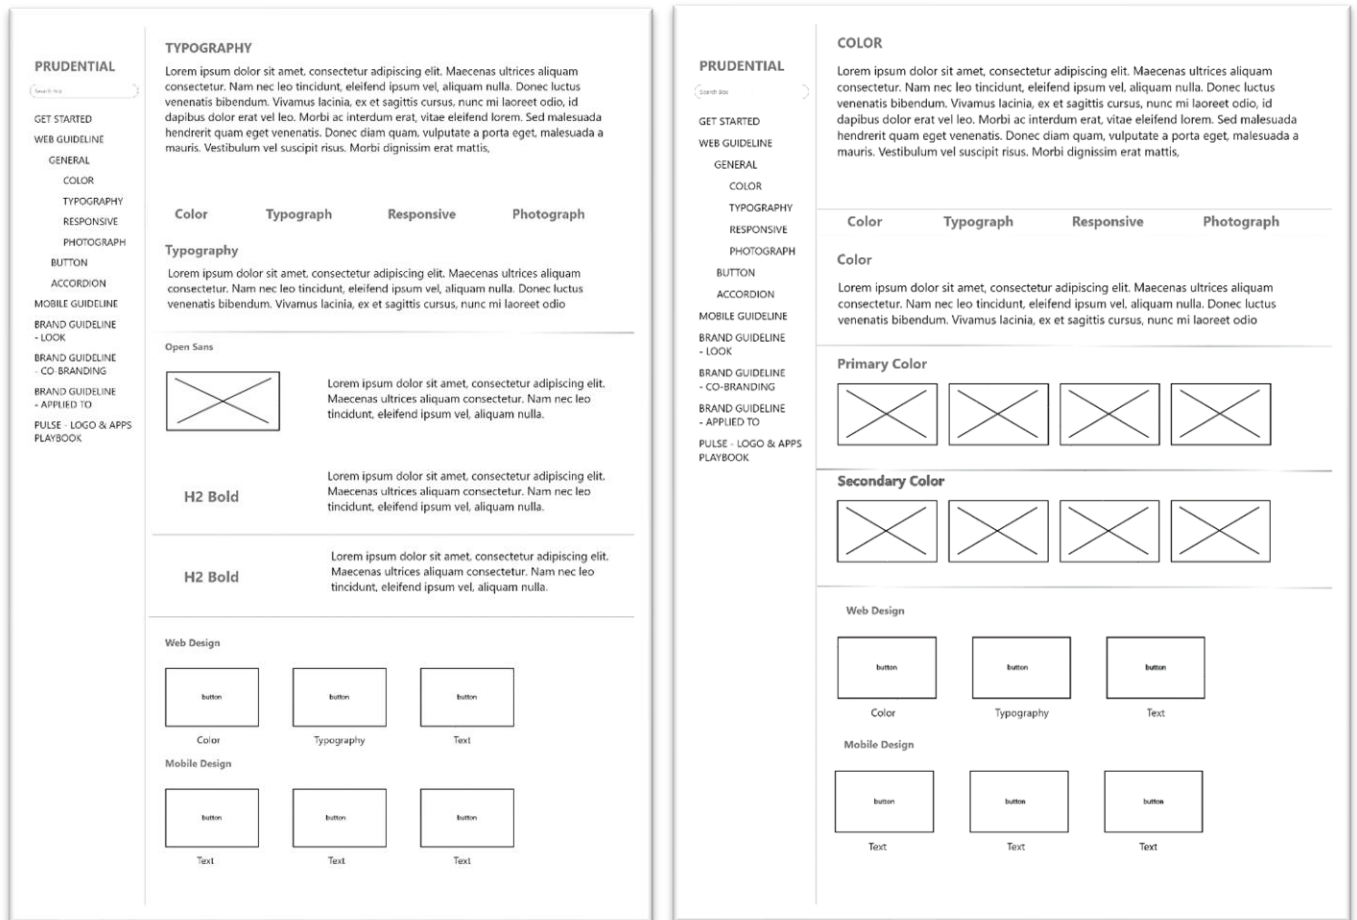 PRUDENTIAL
Search Box
GET STARTED
WEB GUIDELINE
GENERAL
COLOR
TYPOGRAPHY
RESPONSIVE
PHOTOGRAPH
BUTTON
ACCORDION
MOBILE GUIDELINE
BRAND GUIDELINE
- LOOK
BRAND GUIDELINE
- CO-BRANDING
BRAND GUIDELINE
- APPLIED TO
PULSE - LOGO & APPS
PLAYBOOK
TYPOGRAPHY
Lorem ipsum dolor sit amet, consectetur adipiscing elit. Maecenas ultrices aliquam
consectetur. Nam nec leo tincidunt, eleifend ipsum vel, aliquam nulla. Donec luctus
venenatis bibendum. Vivamus lacinia, ex et sagittis cursus, nunc mi laoreet odio, id
dapibus dolor erat vel leo. Morbi ac interdum erat, vitae eleifend lorem. Sed malesuada
hendrerit quam eget venenatis. Donec diam quam, vulputate a porta eget, malesuada a
mauris. Vestibulum vel suscipit risus. Morbi dignissim erat mattis,
Color Typograph Responsive Photograph
Typography
Lorem ipsum dolor sit amet, consectetur adipiscing elit. Maecenas ultrices aliquam
consectetur. Nam nec leo tincidunt, eleifend ipsum vel, aliquam nulla. Donec luctus
venenatis bibendum. Vivamus lacinia, ex et sagittis cursus, nunc mi laoreet odio
Open Sans
Lorem ipsum dolor sit amet, consectetur adipiscing elit.
Maecenas ultrices aliquam consectetur. Nam nec leo
tincidunt, eleifend ipsum vel, aliquam nulla.
H2 Bold
Lorem ipsum dolor sit amet, consectetur adipiscing elit.
Maecenas ultrices aliquam consectetur. Nam nec leo
tincidunt, eleifend ipsum vel, aliquam nulla.
H2 Bold
Lorem ipsum dolor sit amet, consectetur adipiscing elit.
Maecenas ultrices aliquam consectetur. Nam nec leo
tincidunt, eleifend ipsum vel, aliquam nulla.
Web Design
button button button
Color Typography Text
Mobile Design
button button button
Text Text Text
PRUDENTIAL
Search Box
GET STARTED
WEB GUIDELINE
GENERAL
COLOR
TYPOGRAPHY
RESPONSIVE
PHOTOGRAPH
BUTTON
ACCORDION
MOBILE GUIDELINE
BRAND GUIDELINE
- LOOK
BRAND GUIDELINE
- CO-BRANDING
BRAND GUIDELINE
- APPLIED TO
PULSE - LOGO & APPS
PLAYBOOK
COLOR
Lorem ipsum dolor sit amet, consectetur adipiscing elit. Maecenas ultrices aliquam
consectetur. Nam nec leo tincidunt, eleifend ipsum vel, aliquam nulla. Donec luctus
venenatis bibendum. Vivamus lacinia, ex et sagittis cursus, nunc mi laoreet odio, id
dapibus dolor erat vel leo. Morbi ac interdum erat, vitae eleifend lorem. Sed malesuada
hendrerit quam eget venenatis. Donec diam quam, vulputate a porta eget, malesuada a
mauris. Vestibulum vel suscipit risus. Morbi dignissim erat mattis,
Color Typograph Responsive Photograph
Color
Lorem ipsum dolor sit amet, consectetur adipiscing elit. Maecenas ultrices aliquam
consectetur. Nam nec leo tincidunt, eleifend ipsum vel, aliquam nulla. Donec luctus
venenatis bibendum. Vivamus lacinia, ex et sagittis cursus, nunc mi laoreet odio
Primary Color
Secondary Color
Web Design
button button button
Color Typography Text
Mobile Design
button button button
Text Text Text